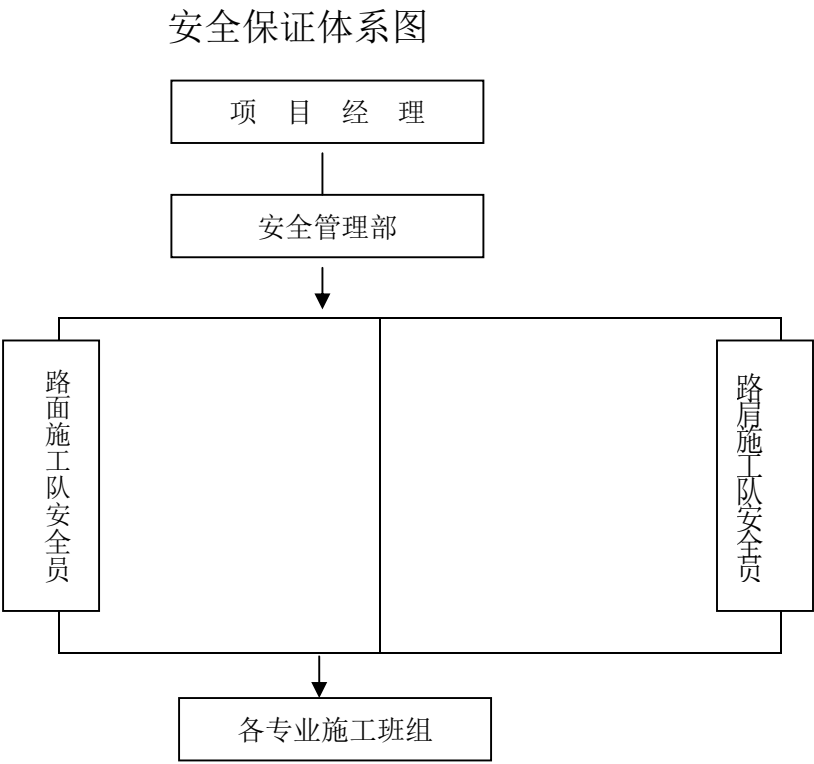 安全保证体系图
项 目 经 理
安全管理部
路面施工队安全员
路肩施工队安全员
各专业施工班组